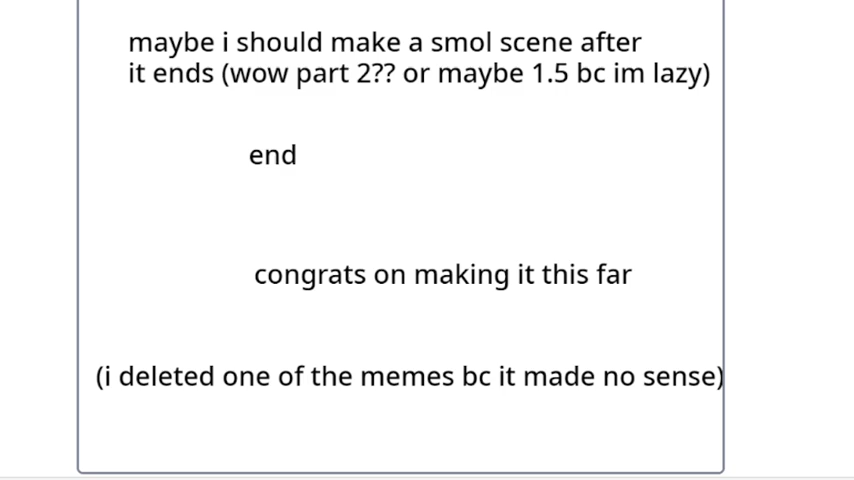 maybe i should make a smol scene after
it ends (wow part 2?? or maybe 1.5 bc im lazy)
end
congrats on making it this far
(i deleted one of the memes bc it made no sense)